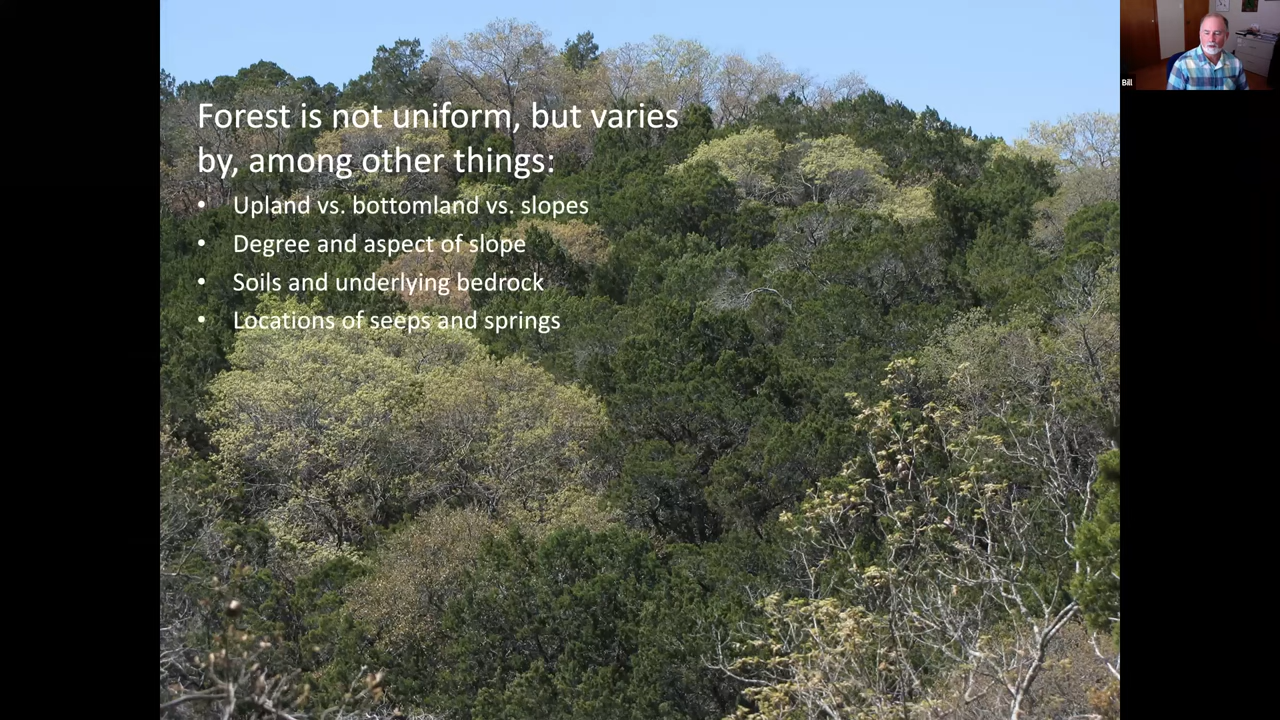 Forest is not uniform, but varies
by, among other things:
• Upland vs. bottomland vs. slopes
• Degree and aspect of slope
• Soils and underlying bedrock
• Locations of seeps and springs
Bill